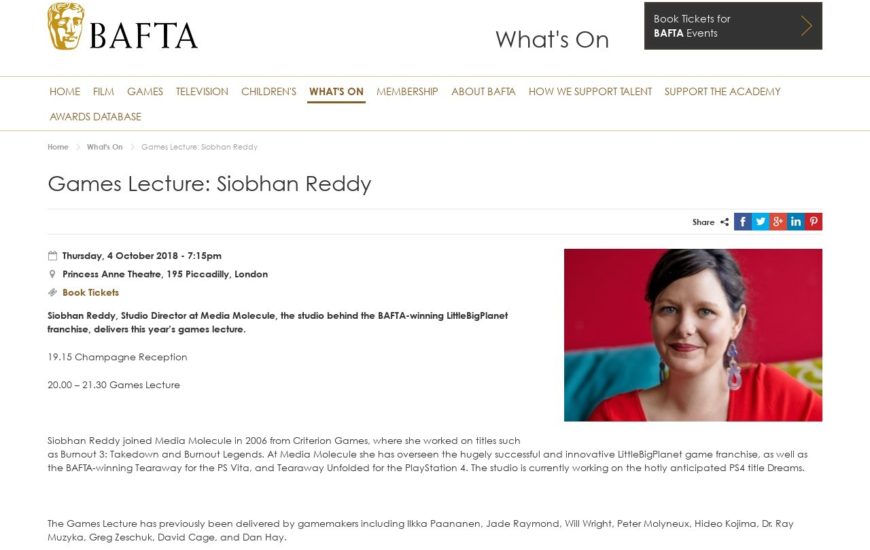 BAFTA
What's On
Book Tickets for
BAFTA Events
HOME FILM GAMES TELEVISION CHILDREN'S WHAT'S ON MEMBERSHIP ABOUT BAFTA HOW WE SUPPORT TALENT SUPPORT THE ACADEMY
AWARDS DATABASE
Home What's On Games Lecture: Siobhan Reddy
Games Lecture: Siobhan Reddy
Share
Thursday, 4 October 2018 - 7:15pm
Princess Anne Theatre, 195 Piccadilly, London
Book Tickets
Siobhan Reddy, Studio Director at Media Molecule, the studio behind the BAFTA-winning LittleBigPlanet
franchise, delivers this year's games lecture.
19.15 Champagne Reception
20.00 – 21.30 Games Lecture
Siobhan Reddy joined Media Molecule in 2006 from Criterion Games, where she worked on titles such
as Burnout 3: Takedown and Burnout Legends. At Media Molecule she has overseen the hugely successful and innovative LittleBigPlanet game franchise, as well as
the BAFTA-winning Tearaway for the PS Vita, and Tearaway Unfolded for the PlayStation 4. The studio is currently working on the hotly anticipated PS4 title Dreams.
The Games Lecture has previously been delivered by gamemakers including Ilkka Paananen, Jade Raymond, Will Wright, Peter Molyneux, Hideo Kojima, Dr. Ray
Muzyka, Greg Zeschuk, David Cage, and Dan Hay.